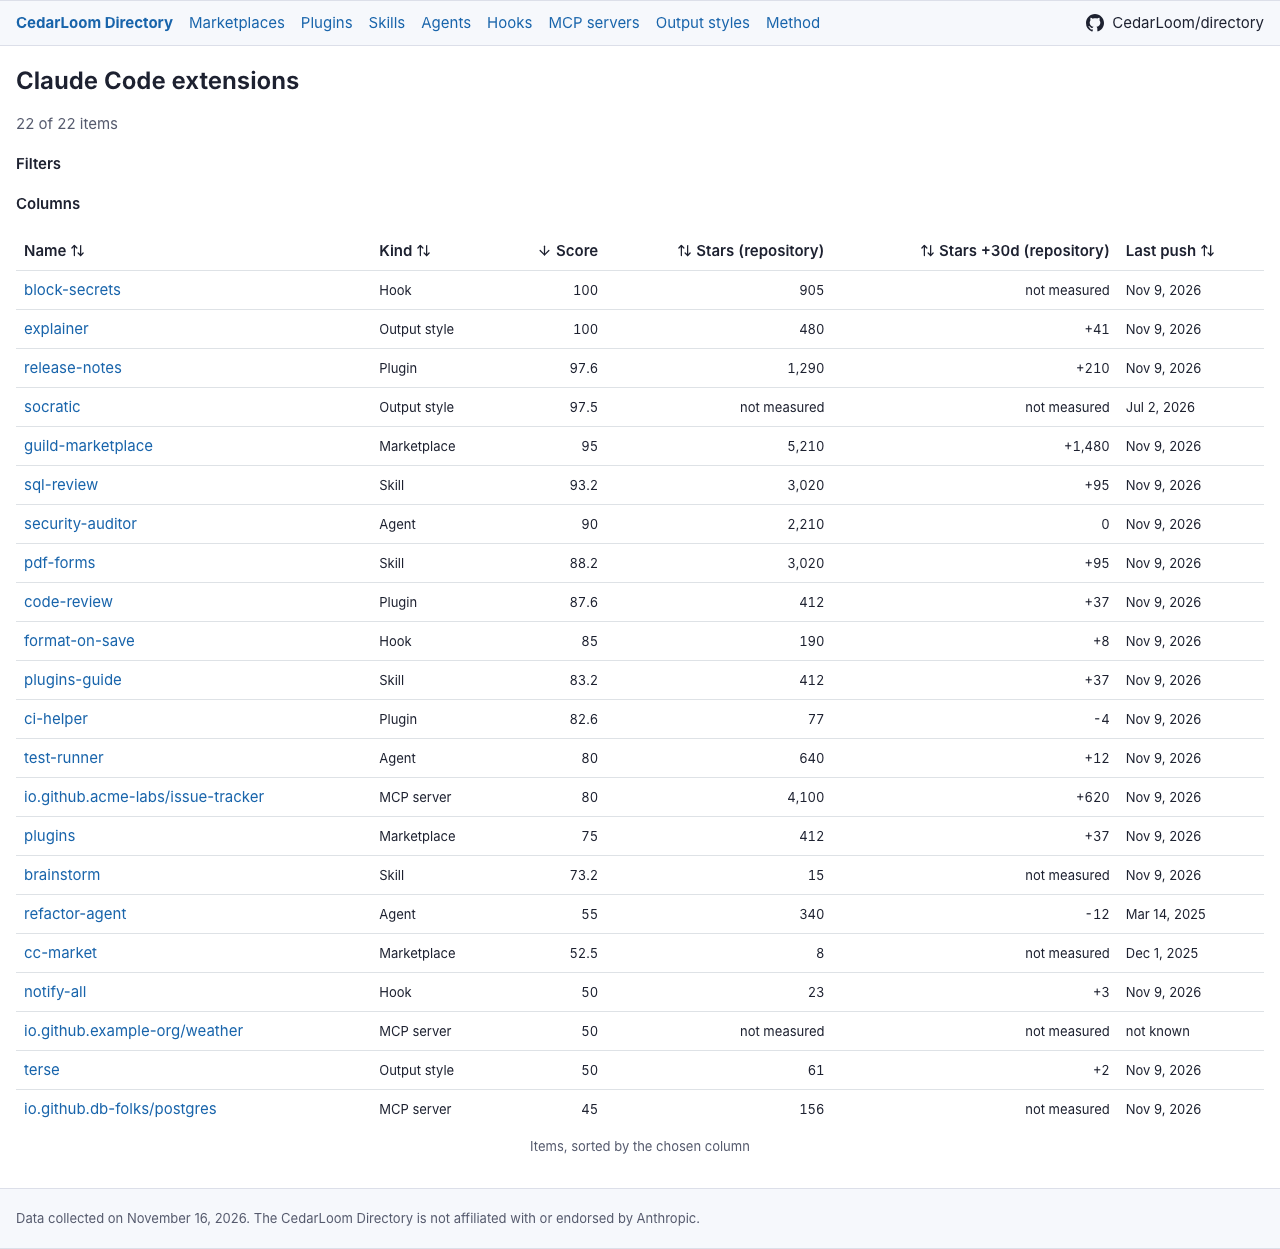 CedarLoom Directory Marketplaces Plugins Skills Agents Hooks MCP servers Output styles Method CedarLoom/directory
Claude Code extensions
22 of 22 items
Filters
Columns
Name ↑↓ Kind ↑↓ ↓ Score ↑↓ Stars (repository) ↑↓ Stars +30d (repository) Last push ↑↓
block-secrets Hook 100 905 not measured Nov 9, 2026
explainer Output style 100 480 +41 Nov 9, 2026
release-notes Plugin 97.6 1,290 +210 Nov 9, 2026
socratic Output style 97.5 not measured not measured Jul 2, 2026
guild-marketplace Marketplace 95 5,210 +1,480 Nov 9, 2026
sql-review Skill 93.2 3,020 +95 Nov 9, 2026
security-auditor Agent 90 2,210 0 Nov 9, 2026
pdf-forms Skill 88.2 3,020 +95 Nov 9, 2026
code-review Plugin 87.6 412 +37 Nov 9, 2026
format-on-save Hook 85 190 +8 Nov 9, 2026
plugins-guide Skill 83.2 412 +37 Nov 9, 2026
ci-helper Plugin 82.6 77 -4 Nov 9, 2026
test-runner Agent 80 640 +12 Nov 9, 2026
io.github.acme-labs/issue-tracker MCP server 80 4,100 +620 Nov 9, 2026
plugins Marketplace 75 412 +37 Nov 9, 2026
brainstorm Skill 73.2 15 not measured Nov 9, 2026
refactor-agent Agent 55 340 -12 Mar 14, 2025
cc-market Marketplace 52.5 8 not measured Dec 1, 2025
notify-all Hook 50 23 +3 Nov 9, 2026
io.github.example-org/weather MCP server 50 not measured not measured not known
terse Output style 50 61 +2 Nov 9, 2026
io.github.db-folks/postgres MCP server 45 156 not measured Nov 9, 2026
Items, sorted by the chosen column
Data collected on November 16, 2026. The CedarLoom Directory is not affiliated with or endorsed by Anthropic.